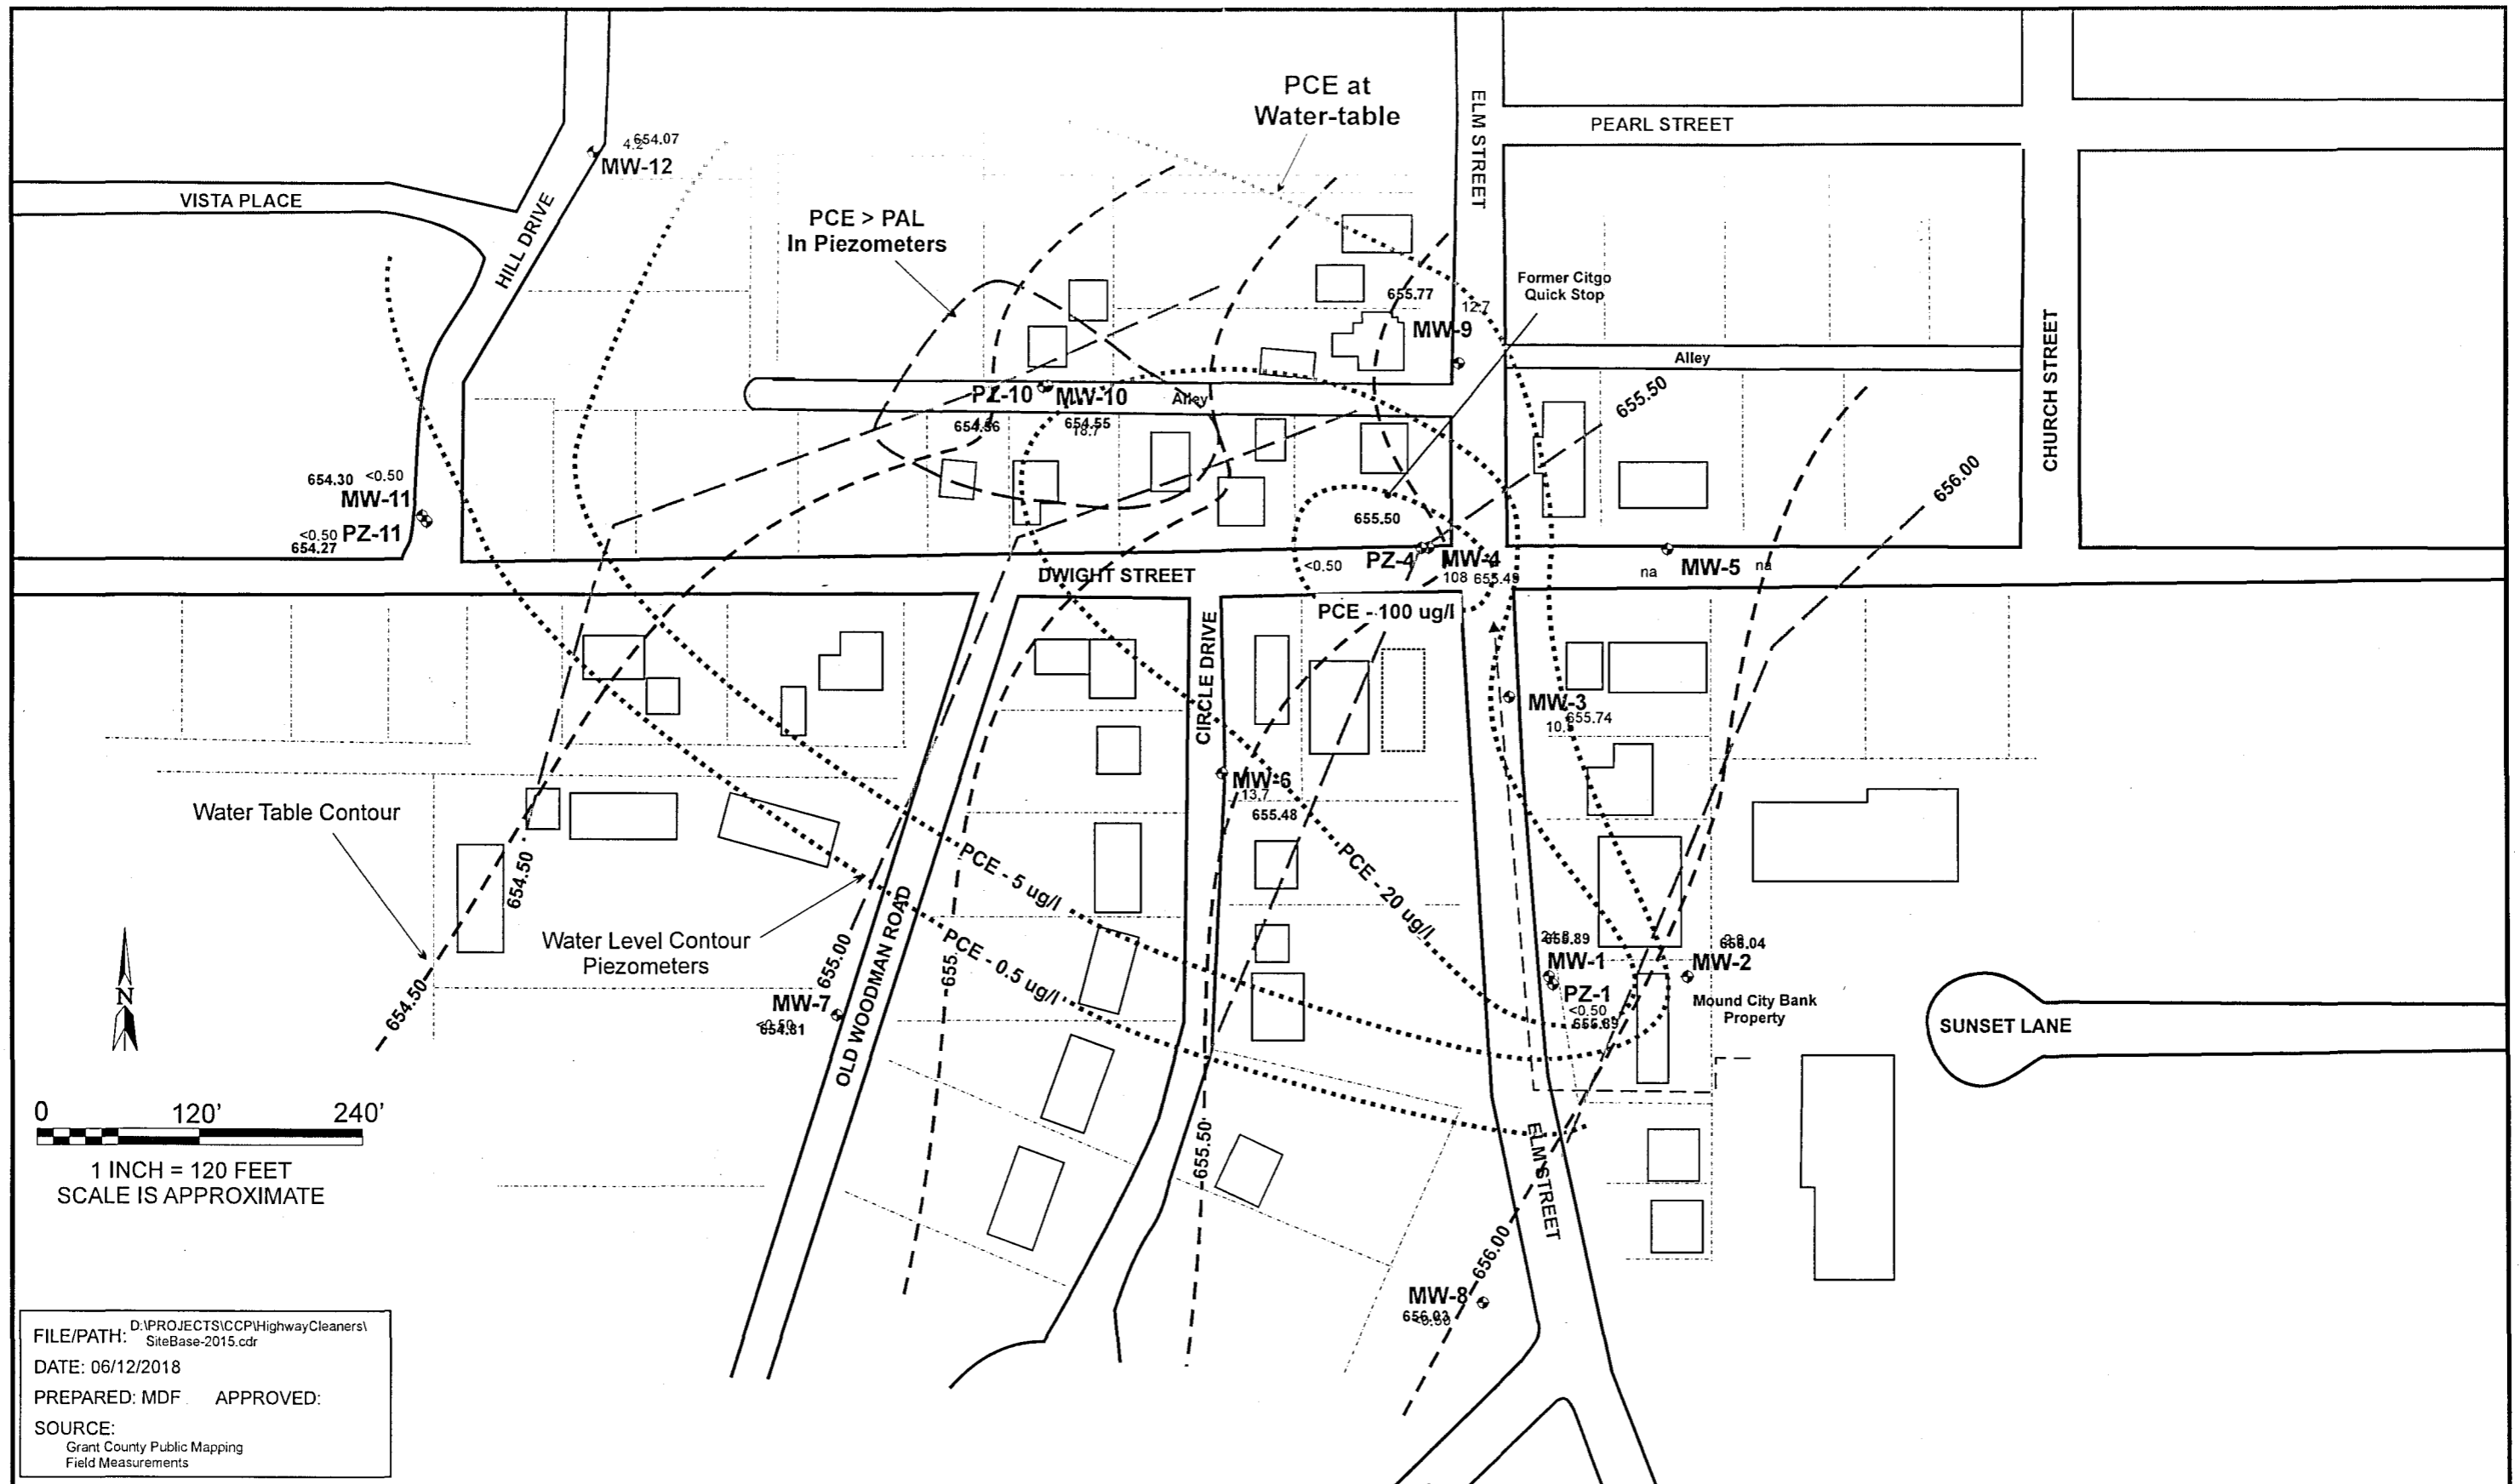 PCE at
Water-table
ELM STREET
PEARL STREET
654.07
MW-12
VISTA PLACE
HILL DRIVE
PCE > PAL
In Piezometers
Former Citgo
Quick Stop
655.77
12.7
MW-9
Alley
CHURCH STREET
655.50
PZ-10
MW-10
Alley
654.55
18.7
656.00
654.30
<0.50
MW-11
<0.50
PZ-11
654.27
655.50
<0.50
PZ-4
MW-4
108
na
MW-5
na
DWIGHT STREET
PCE - 100 ug/l
CIRCLE DRIVE
MW-3
655.74
MW-6
13.7
655.48
Water Table Contour
654.50
PCE - 5 ug/l
PCE - 20 ug/l
OLD WOODMAN ROAD
Water Level Contour
Piezometers
655.00
PCE - 0.5 ug/l
655.89
MW-1
656.04
MW-2
PZ-1
<0.50
655.89
Mound City Bank
Property
SUNSET LANE
654.50
N
MW-7
654.81
655.50
ELM STREET
656.00
MW-8
656.03
0
120'
240'
1 INCH = 120 FEET
SCALE IS APPROXIMATE
FILE/PATH: D:\PROJECTS\CCP\HighwayCleaners\
SiteBase-2015.cdr
DATE: 06/12/2018
PREPARED: MDF APPROVED:
SOURCE:
Grant County Public Mapping
Field Measurements